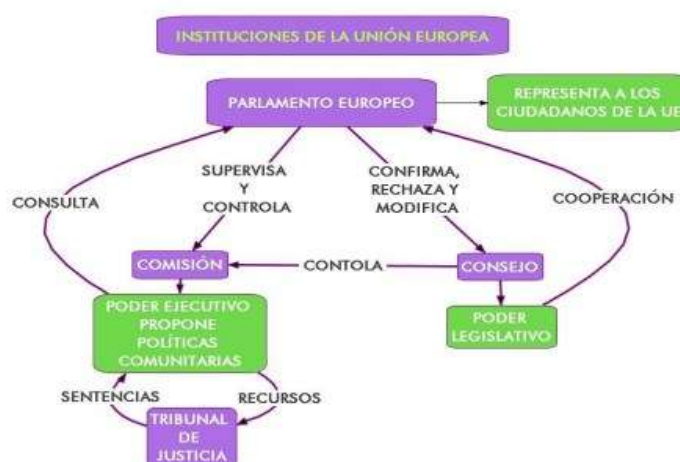 INSTITUCIONES DE LA UNIÓN EUROPEA
PARLAMENTO EUROPEO
REPRESENTA A LOS
CIUDADANOS DE LA UE
SUPERVISA
Y
CONTROLA
CONFIRMA,
RECHAZA Y
MODIFICA
CONSULTA
COOPERACIÓN
COMISIÓN
CONTOLA
CONSEJO
PODER EJECUTIVO
PROPONE
POLÍTICAS
COMUNITARIAS
PODER
LEGISLATIVO
SENTENCIAS
RECURSOS
TRIBUNAL
DE
JUSTICIA